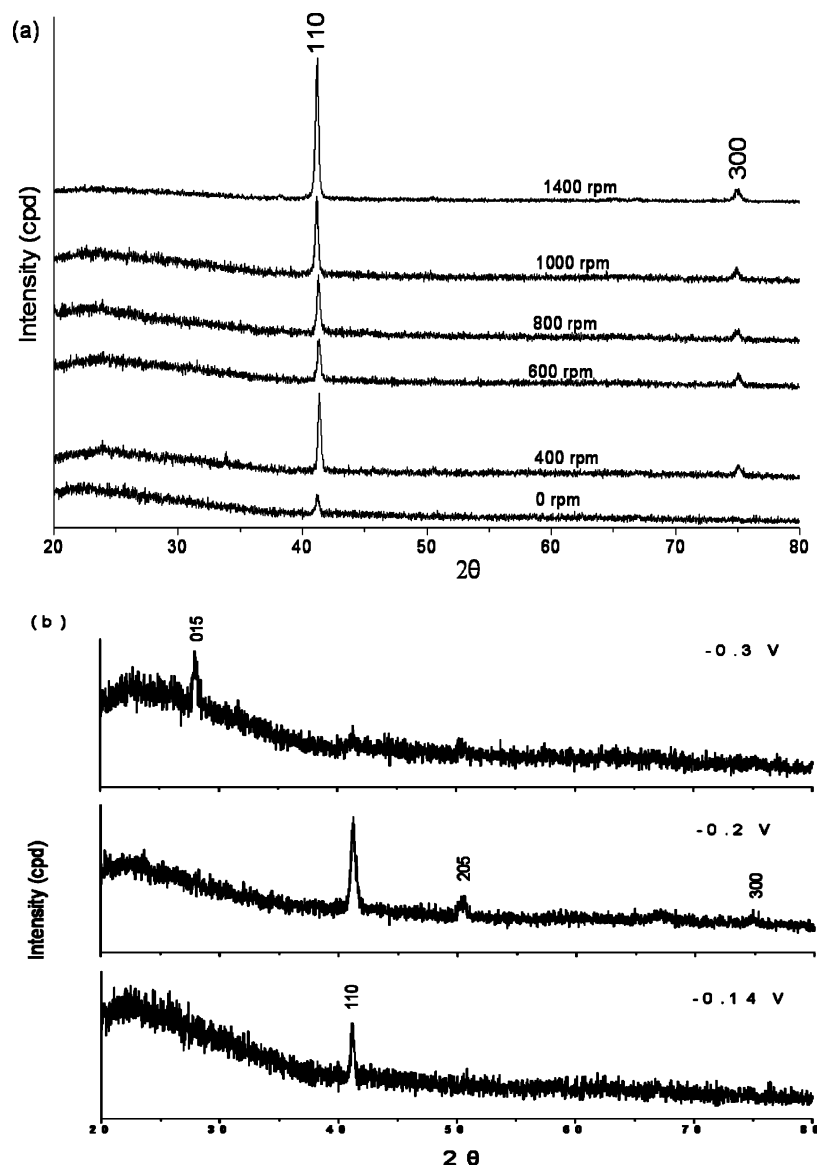 (a)
110
300
1400 rpm
1000 rpm
800 rpm
600 rpm
400 rpm
0 rpm
Intensity (cpd)
20 30 40 50 60 70 80
2θ
(b)
015
-0.3 V
-0.2 V
205
300
Intensity (cpd)
110
-0.14 V
20 30 40 50 60 70 80
2 θ